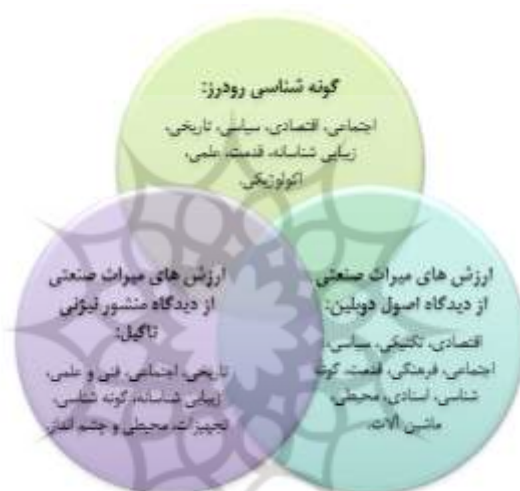 گونه شناسی رودرز:
اجتماعی، اقتصادی، سیاسی، تاریخی،
زیبایی شناسانه، قدمت، علمی،
اکولوژیکی.
ارزش های میراث صنعتی
از دیدگاه اصول دوبلین:
اقتصادی، تکنیکی، سیاسی،
اجتماعی، فرهنگی، قدمت، گونه
شناسی، اسنادی، محیطی،
ماشین آلات.
ارزش های میراث صنعتی
از دیدگاه منشور نیژنی
تاگیل:
تاریخی، اجتماعی، فنی و علمی،
زیبایی شناسانه، گونه شناسی،
تجهیزات، محیطی و چشم انداز.